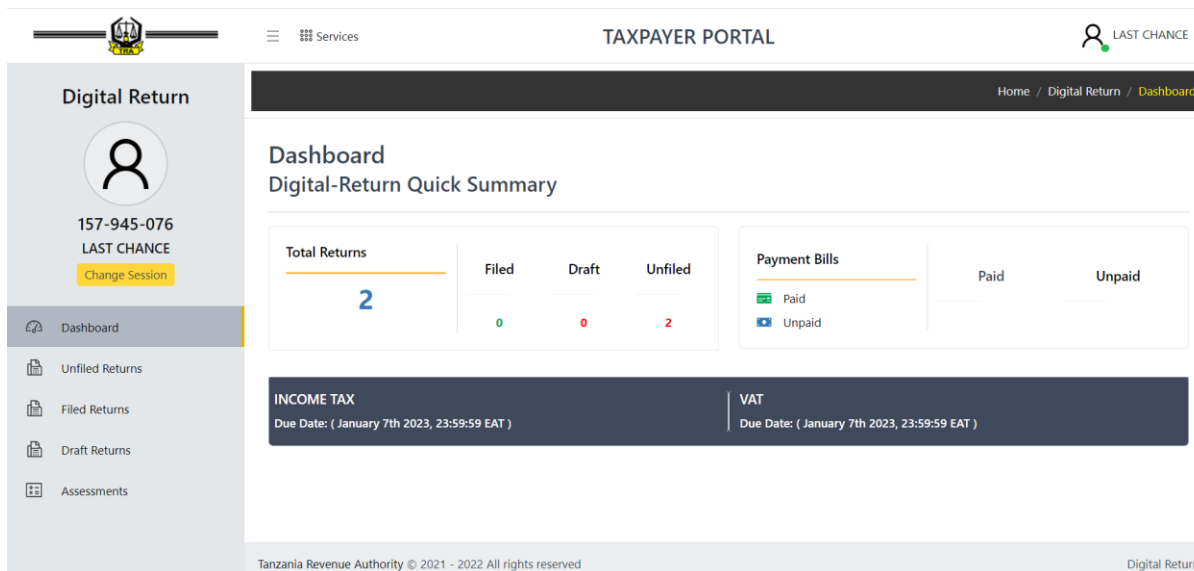 TRA
Services
TAXPAYER PORTAL
LAST CHANCE
Digital Return
157-945-076
LAST CHANCE
Change Session
Dashboard
Unfiled Returns
Filed Returns
Draft Returns
Assessments
Home / Digital Return / Dashboard
Dashboard
Digital-Return Quick Summary
Total Returns
2
Filed Draft Unfiled
0 0 2
Payment Bills
Paid
Unpaid
Paid Unpaid
INCOME TAX
Due Date: ( January 7th 2023, 23:59:59 EAT )
VAT
Due Date: ( January 7th 2023, 23:59:59 EAT )
Tanzania Revenue Authority © 2021 - 2022 All rights reserved
Digital Return